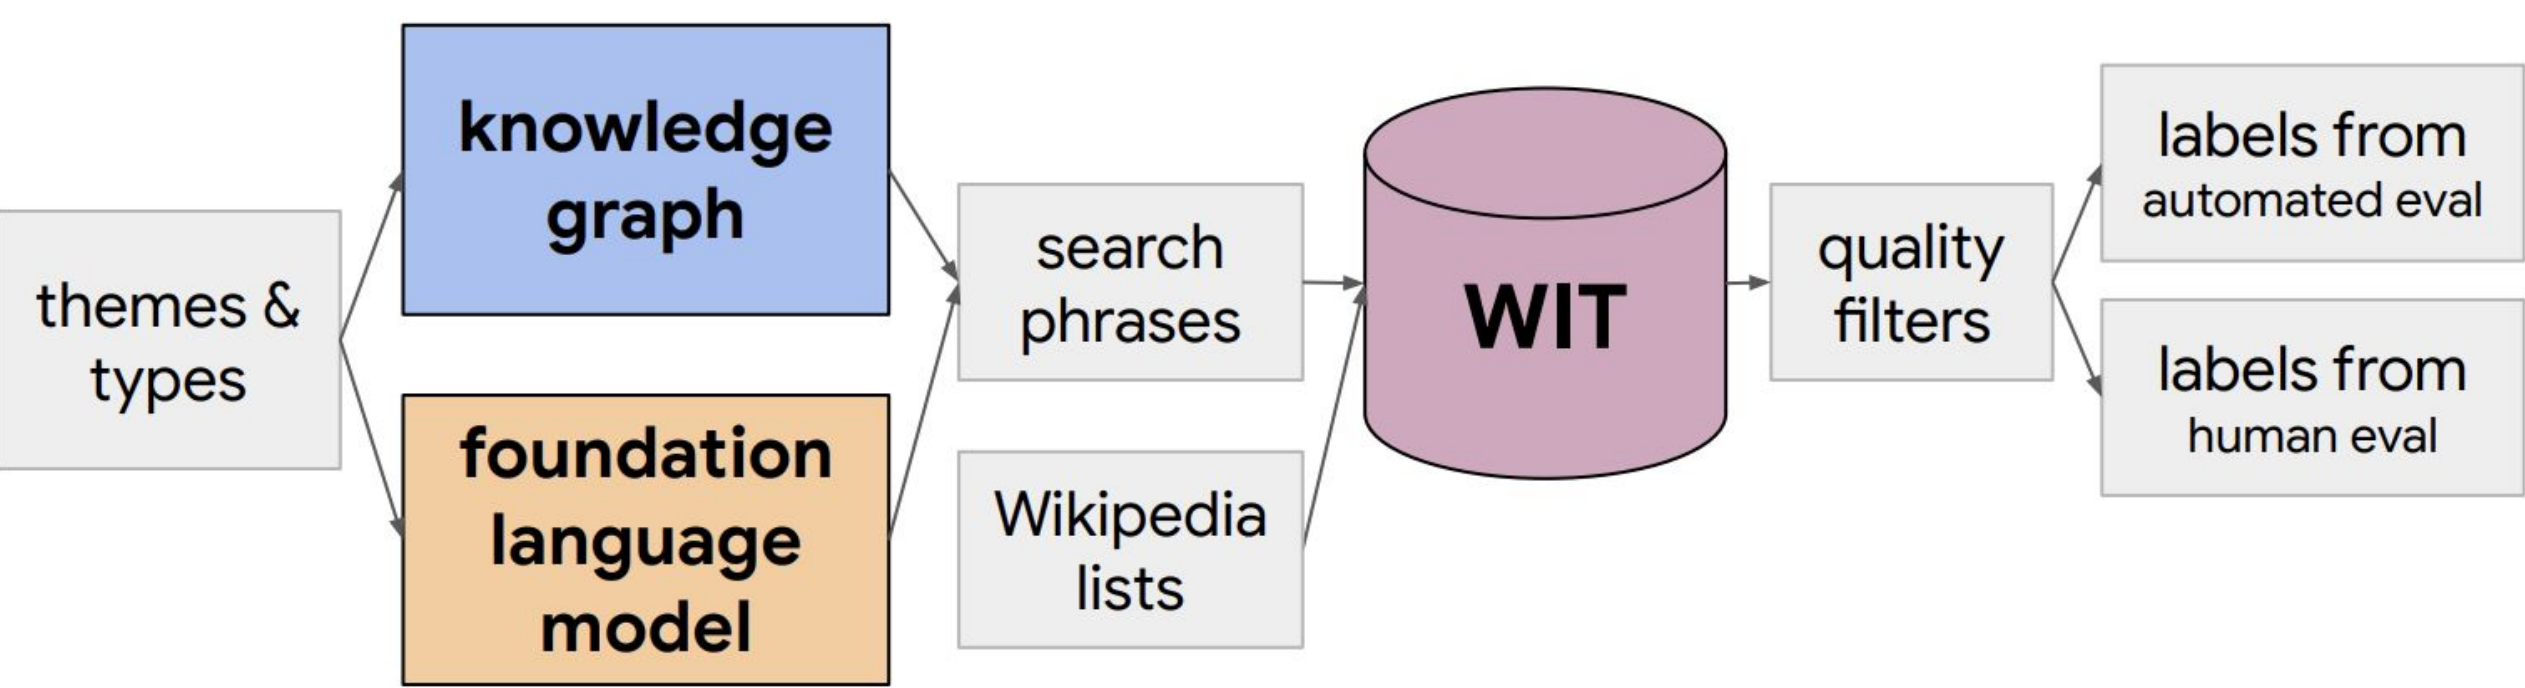 themes &
types
knowledge
graph
foundation
language
model
search
phrases
Wikipedia
lists
WIT
quality
filters
labels from
automated eval
labels from
human eval